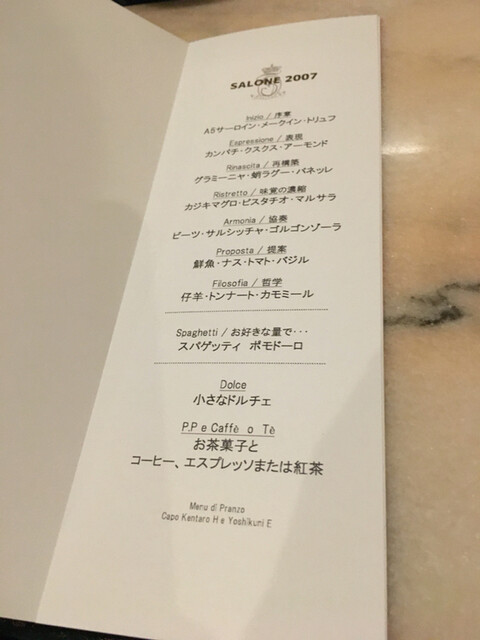 SALONE 2007
Inizio / 序章
A5サーロイン・メークイン・トリュフ
Espressione / 表現
カンパチ・クスクス・アーモンド
Rinascita / 再構築
グラミーニャ・蛸ラグー・パネッレ
Ristretto / 味覚の濃縮
カジキマグロ・ピスタチオ・マルサラ
Armonia / 協奏
ビーツ・サルシッチャ・ゴルゴンゾーラ
Proposta / 提案
鮮魚・ナス・トマト・バジル
Filosofia / 哲学
仔羊・トンナート・カモミール
Spaghetti / お好きな量で・・・
スパゲッティ ポモドーロ
Dolce
小さなドルチェ
P.P e Caffè o Tè
お茶菓子と
コーヒー、エスプレッソまたは紅茶
Menu di Pranzo
Capo Kentaro H e Yoshikuni E